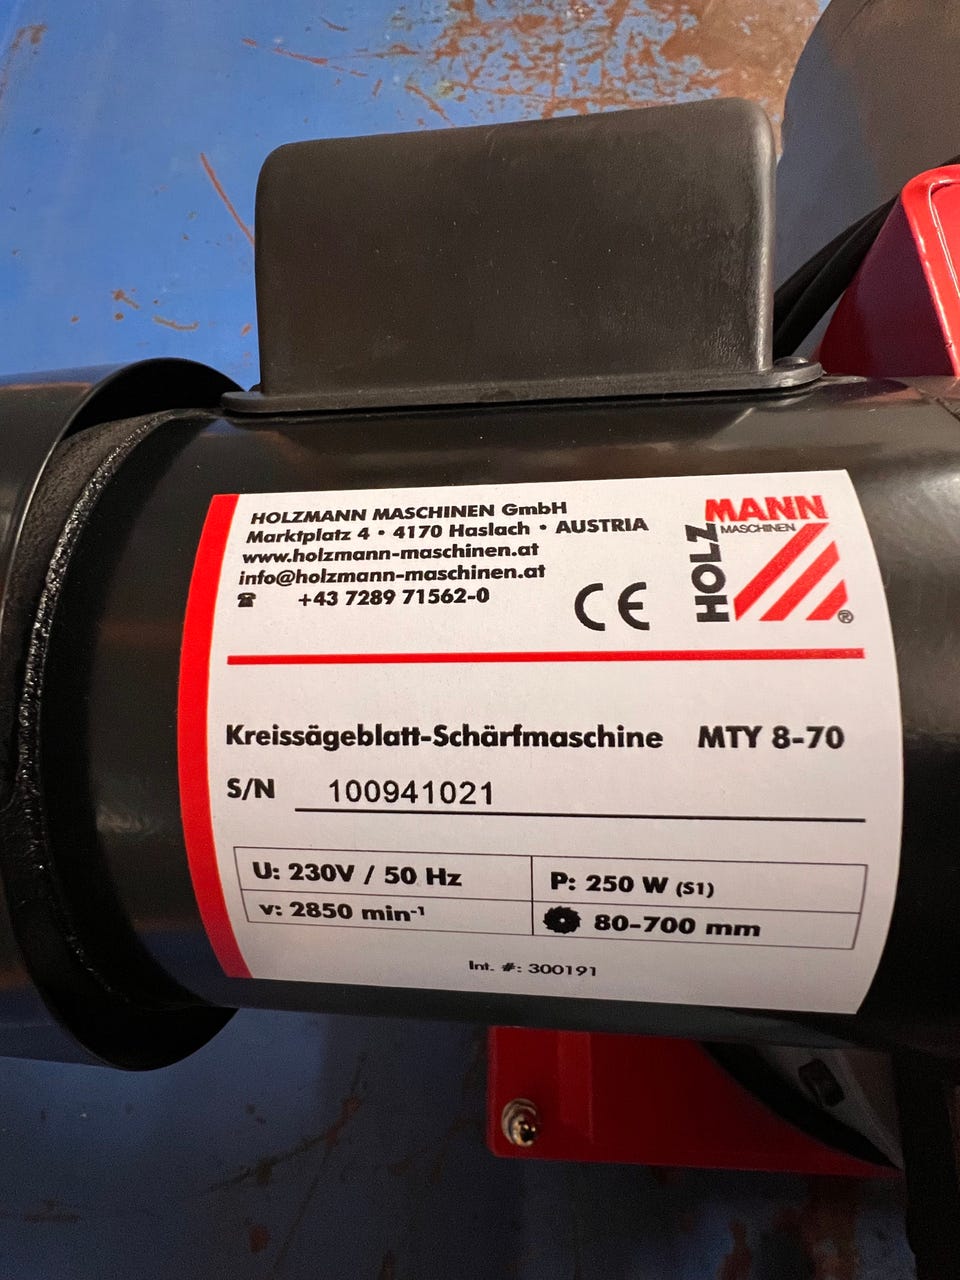 HOLZMANN MASCHINEN GmbH
Marktplatz 4 • 4170 Haslach • AUSTRIA
www.holzmann-maschinen.at
info@holzmann-maschinen.at
☎ +43 7289 71562-0
CE
HOLZ
MANN
MASCHINEN
®
Kreissägeblatt-Schärfmaschine MTY 8-70
S/N 100941021
U: 230V / 50 Hz P: 250 W (S1)
v: 2850 min⁻¹ 80-700 mm
Int. #: 300191